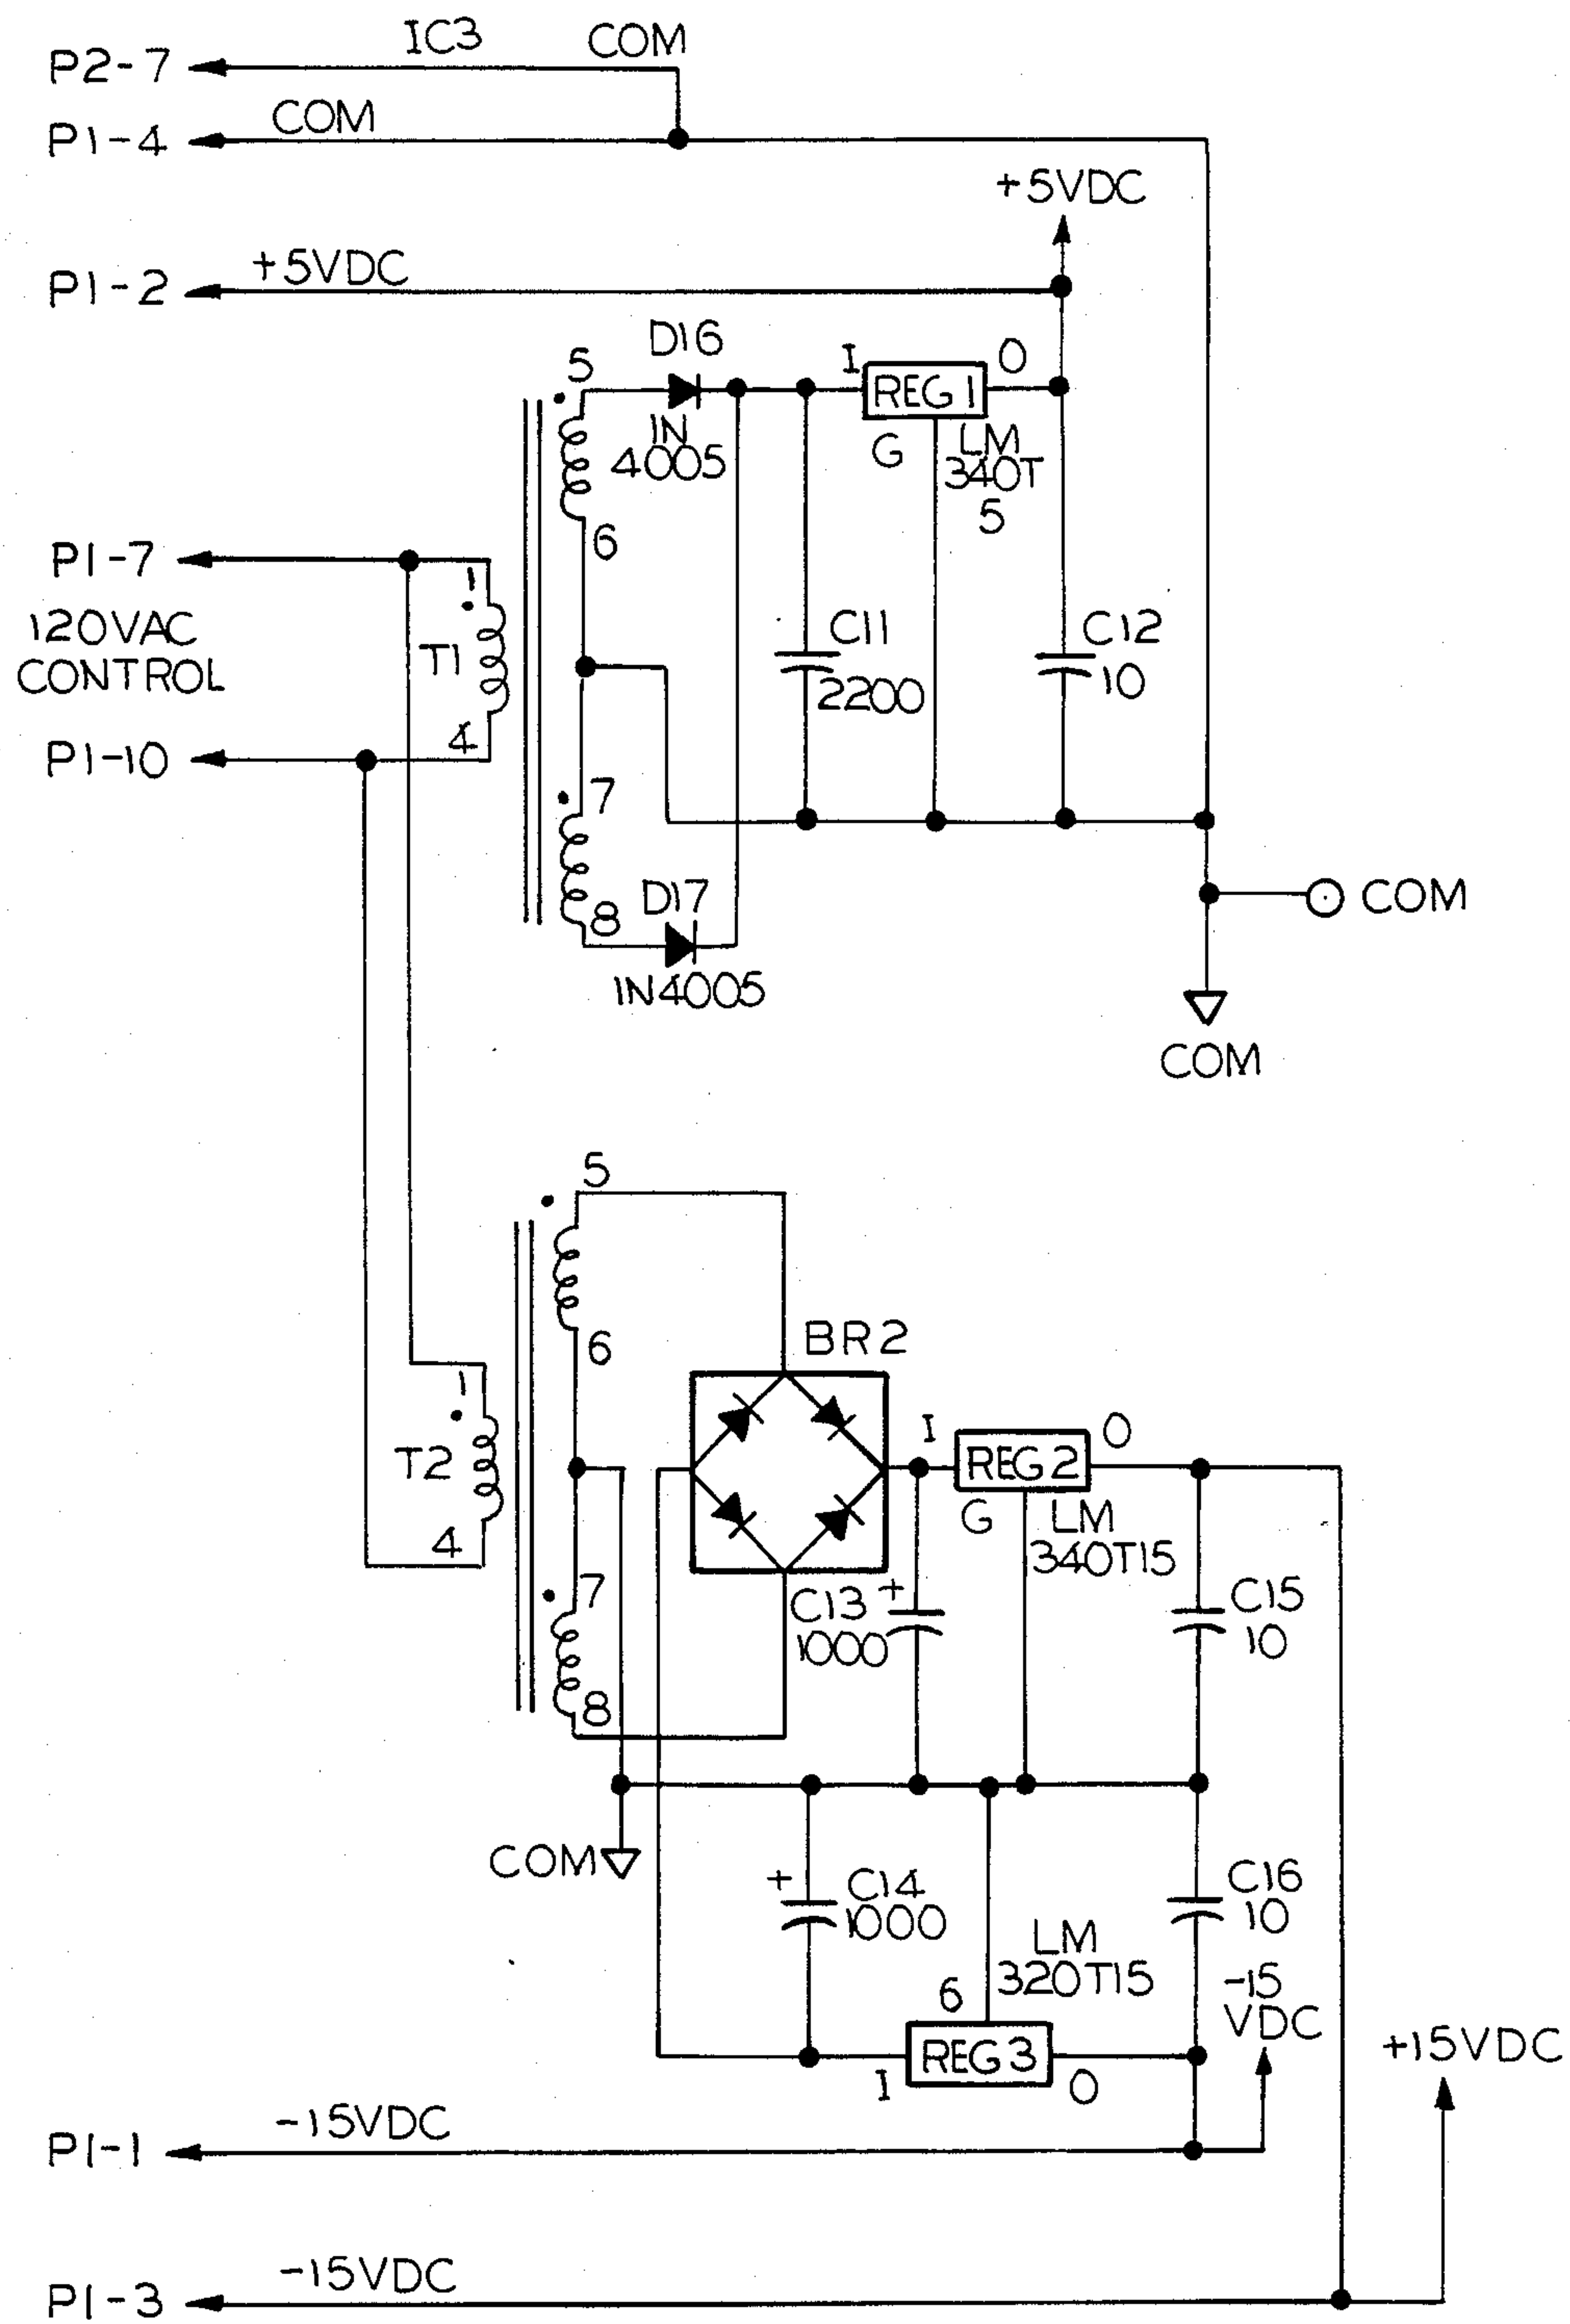 IC3 COM
P2-7
COM
P1-4
+5VDC
+5VDC
P1-2
D16
5
I
O
REG 1
IN
4005
G
LM
340T
5
6
P1-7
1
120VAC
CONTROL
T1
C11
2200
C12
10
4
P1-10
7
D17
8
COM
IN4005
COM
5
6
BR2
1
I
O
T2
REG 2
G
LM
340T15
4
7
C13
+
1000
C15
10
8
COM
+
C14
1000
C16
10
LM
320T15
6
-15
VDC
REG 3
+15VDC
I
O
-15VDC
P1-1
-15VDC
P1-3